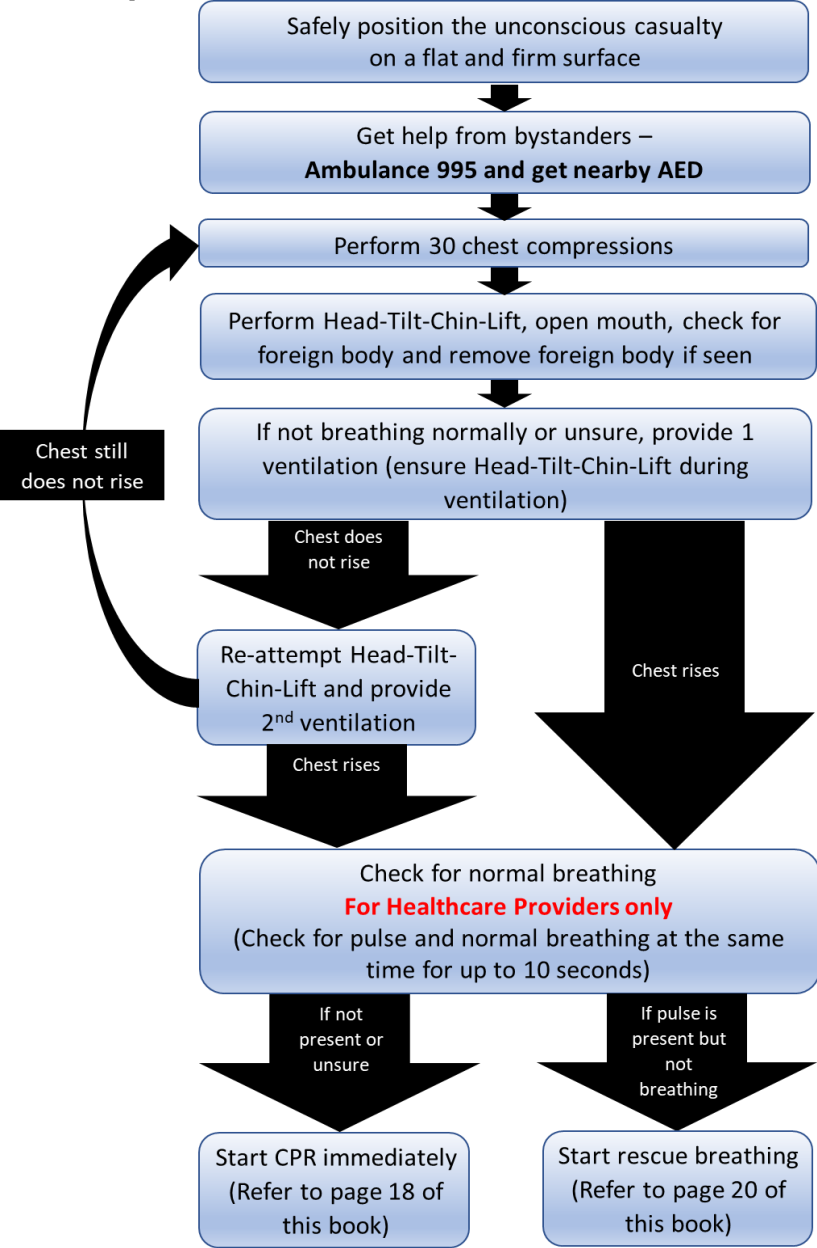 Safely position the unconscious casualty
on a flat and firm surface
Get help from bystanders –
Ambulance 995 and get nearby AED
Perform 30 chest compressions
Perform Head-Tilt-Chin-Lift, open mouth, check for
foreign body and remove foreign body if seen
If not breathing normally or unsure, provide 1
ventilation (ensure Head-Tilt-Chin-Lift during
ventilation)
Chest still
does not rise
Chest does
not rise
Chest rises
Re-attempt Head-Tilt-
Chin-Lift and provide
2nd ventilation
Chest rises
Check for normal breathing
For Healthcare Providers only
(Check for pulse and normal breathing at the same
time for up to 10 seconds)
If not
present or
unsure
If pulse is
present but
not
breathing
Start CPR immediately
(Refer to page 18 of
this book)
Start rescue breathing
(Refer to page 20 of
this book)